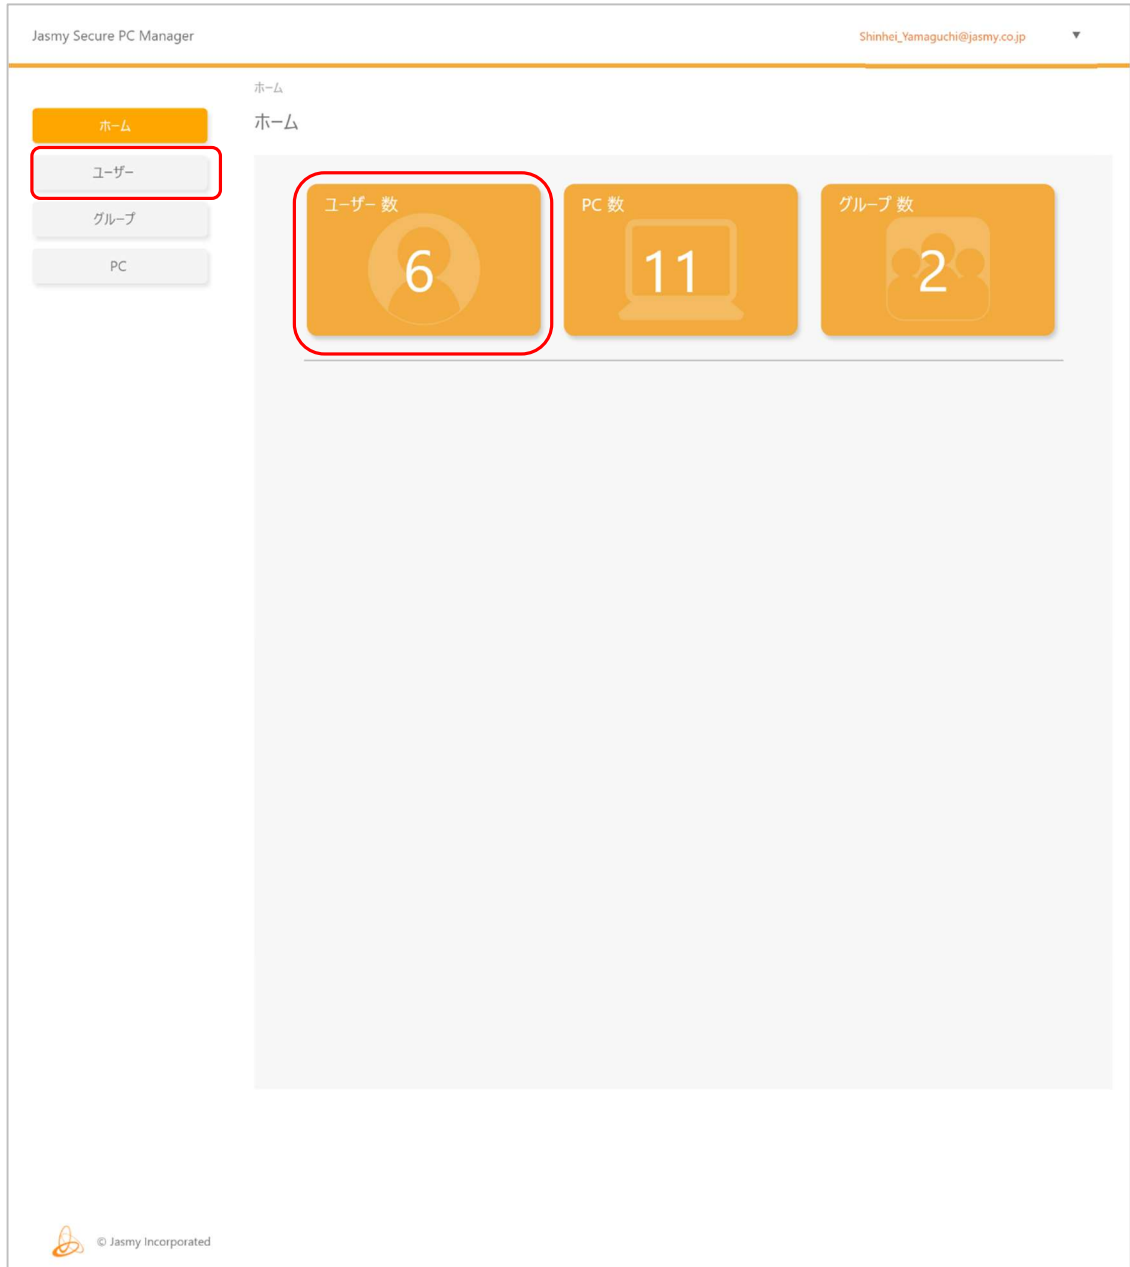 Jasmy Secure PC Manager
Shinhei_Yamaguchi@jasmy.co.jp ▼
ホーム
ホーム
ホーム
ユーザー
グループ
PC
ユーザー 数
6
PC 数
11
グループ 数
2
© Jasmy Incorporated